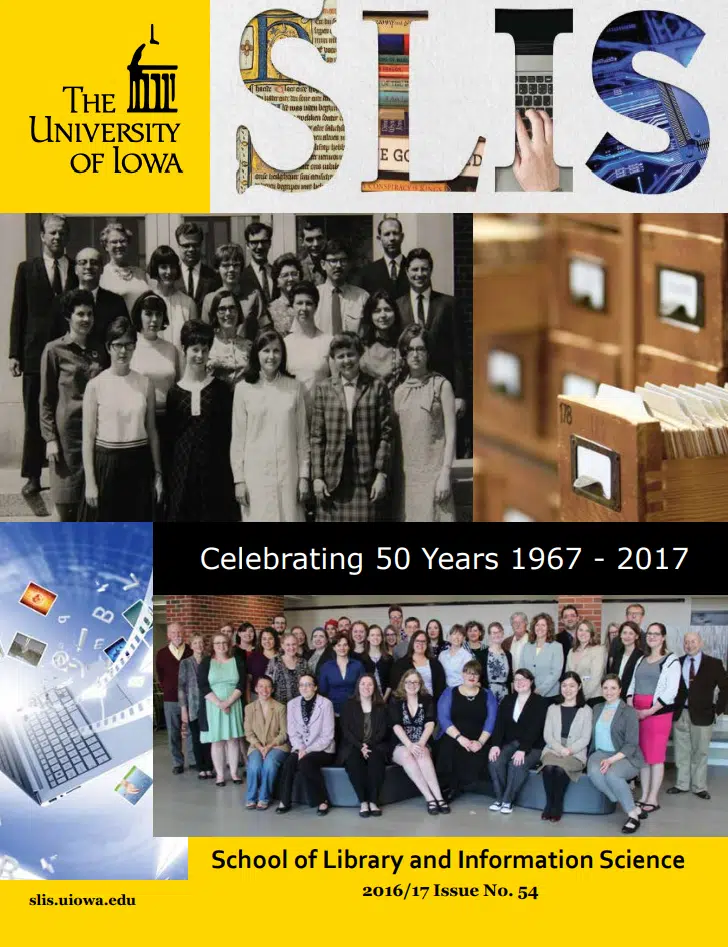 THE
UNIVERSITY
OF IOWA
SLIS
178
Celebrating 50 Years 1967 - 2017
School of Library and Information Science
2016/17 Issue No. 54
slis.uiowa.edu